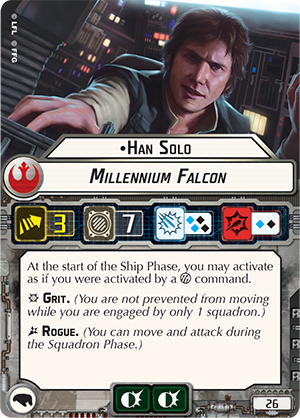 © LFL © FFG
•Han Solo
Millennium Falcon
3 7
At the start of the Ship Phase, you may activate
as if you were activated by a command.
Grit. (You are not prevented from moving
while you are engaged by only 1 squadron.)
Rogue. (You can move and attack during
the Squadron Phase.)
26